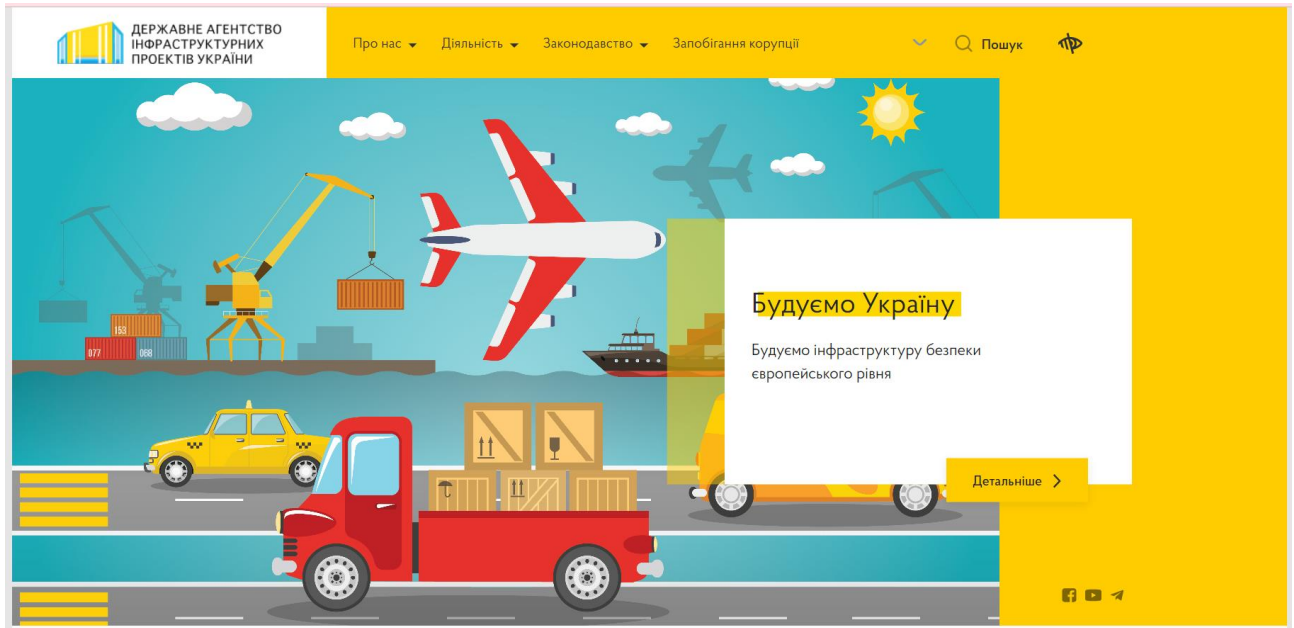 ДЕРЖАВНЕ АГЕНТСТВО
ІНФРАСТРУКТУРНИХ
ПРОЕКТІВ УКРАЇНИ
Про нас Діяльність Законодавство Запобігання корупції Пошук
153
077 068
Будуємо Україну
Будуємо інфраструктуру безпеки
європейського рівня
Детальніше